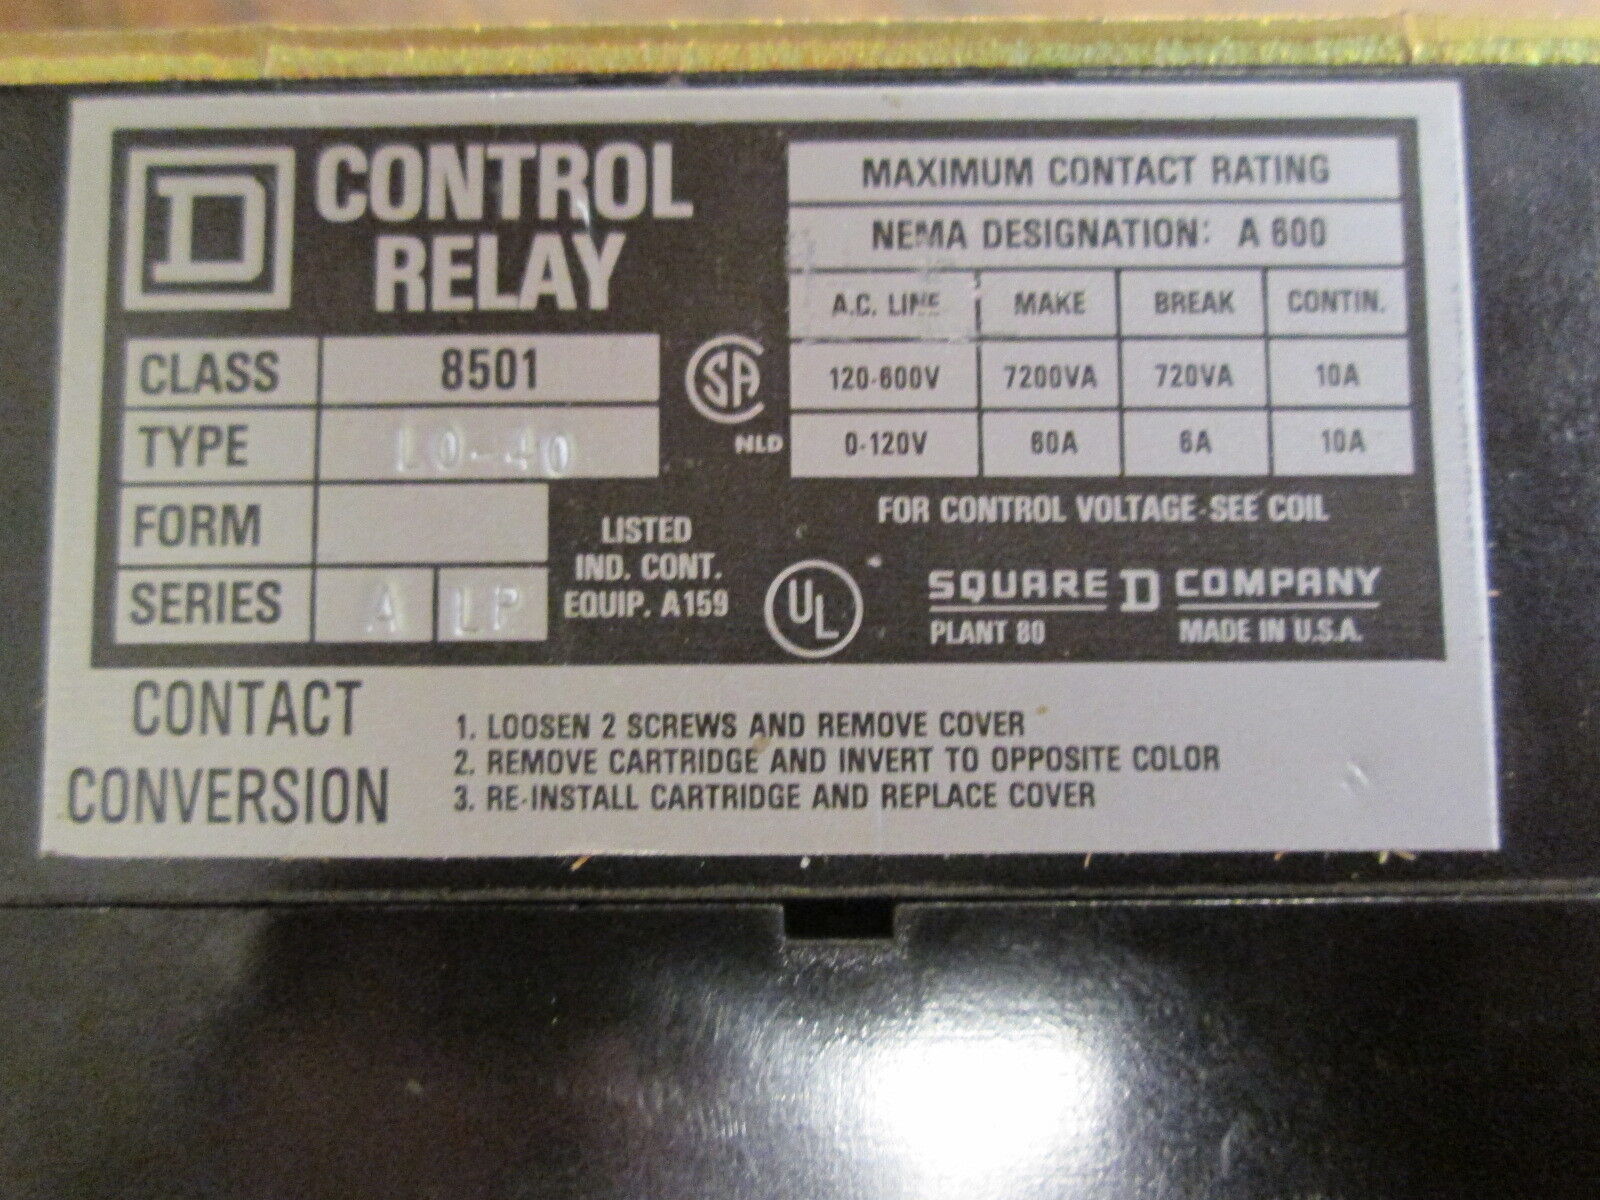 D CONTROL
RELAY
CLASS 8501
TYPE LO-40
FORM
SERIES A LP
SA
NLD
LISTED
IND. CONT.
EQUIP. A159
UL
MAXIMUM CONTACT RATING
NEMA DESIGNATION: A 600
A.C. LINE MAKE BREAK CONTIN.
120-600V 7200VA 720VA 10A
0-120V 60A 6A 10A
FOR CONTROL VOLTAGE-SEE COIL
SQUARE D COMPANY
PLANT 80 MADE IN U.S.A.
CONTACT
CONVERSION
1. LOOSEN 2 SCREWS AND REMOVE COVER
2. REMOVE CARTRIDGE AND INVERT TO OPPOSITE COLOR
3. RE-INSTALL CARTRIDGE AND REPLACE COVER